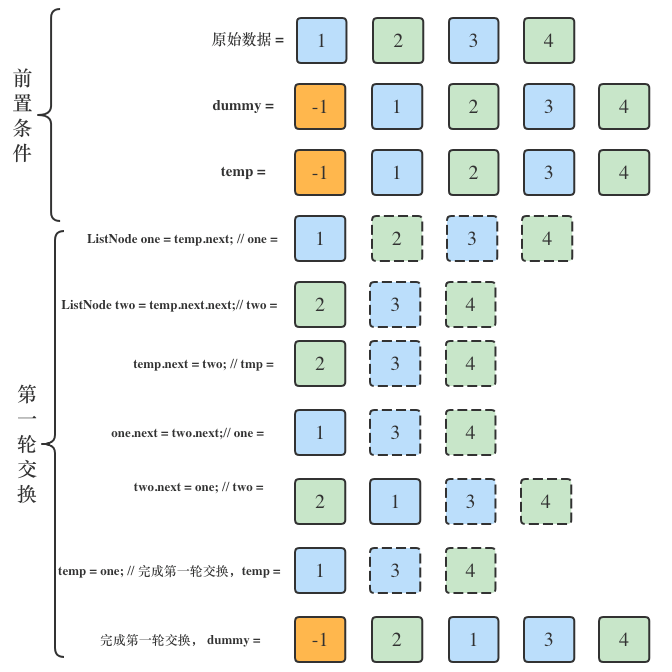 前置条件
原始数据 = 1 2 3 4
dummy = -1 1 2 3 4
temp = -1 1 2 3 4
第一轮交换
ListNode one = temp.next; // one = 1 2 3 4
ListNode two = temp.next.next;// two = 2 3 4
temp.next = two; // tmp = 2 3 4
one.next = two.next;// one = 1 3 4
two.next = one; // two = 2 1 3 4
temp = one; // 完成第一轮交换，temp = 1 3 4
完成第一轮交换， dummy = -1 2 1 3 4